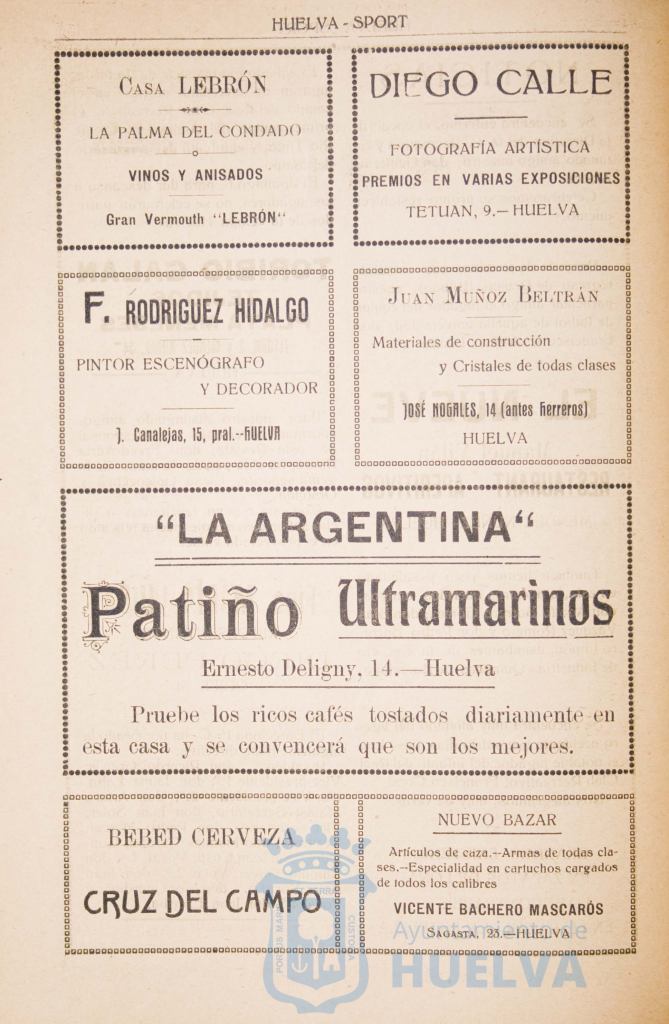 HUELVA - SPORT
CASA LEBRÓN
LA PALMA DEL CONDADO
VINOS Y ANISADOS
Gran Vermouth "LEBRÓN"
DIEGO CALLE
FOTOGRAFÍA ARTÍSTICA
PREMIOS EN VARIAS EXPOSICIONES
TETUAN, 9.—HUELVA
F. RODRIGUEZ HIDALGO
PINTOR ESCENÓGRAFO
Y DECORADOR
J. Canalejas, 15, pral.--HUELVA
JUAN MUÑOZ BELTRÁN
Materiales de construcción
y Cristales de todas clases
JOSÉ NOGALES, 14 (antes Herreros)
HUELVA
"LA ARGENTINA"
Patiño Ultramarinos
Ernesto Deligny, 14.—Huelva
Pruebe los ricos cafés tostados diariamente en
esta casa y se convencerá que son los mejores.
BEBED CERVEZA
CRUZ DEL CAMPO
NUEVO BAZAR
Artículos de caza.—Armas de todas cla-
ses.—Especialidad en cartuchos cargados
de todos los calibres
VICENTE BACHERO MASCARÓS
SAGASTA, 23.—HUELVA
Ayuntamiento de
HUELVA